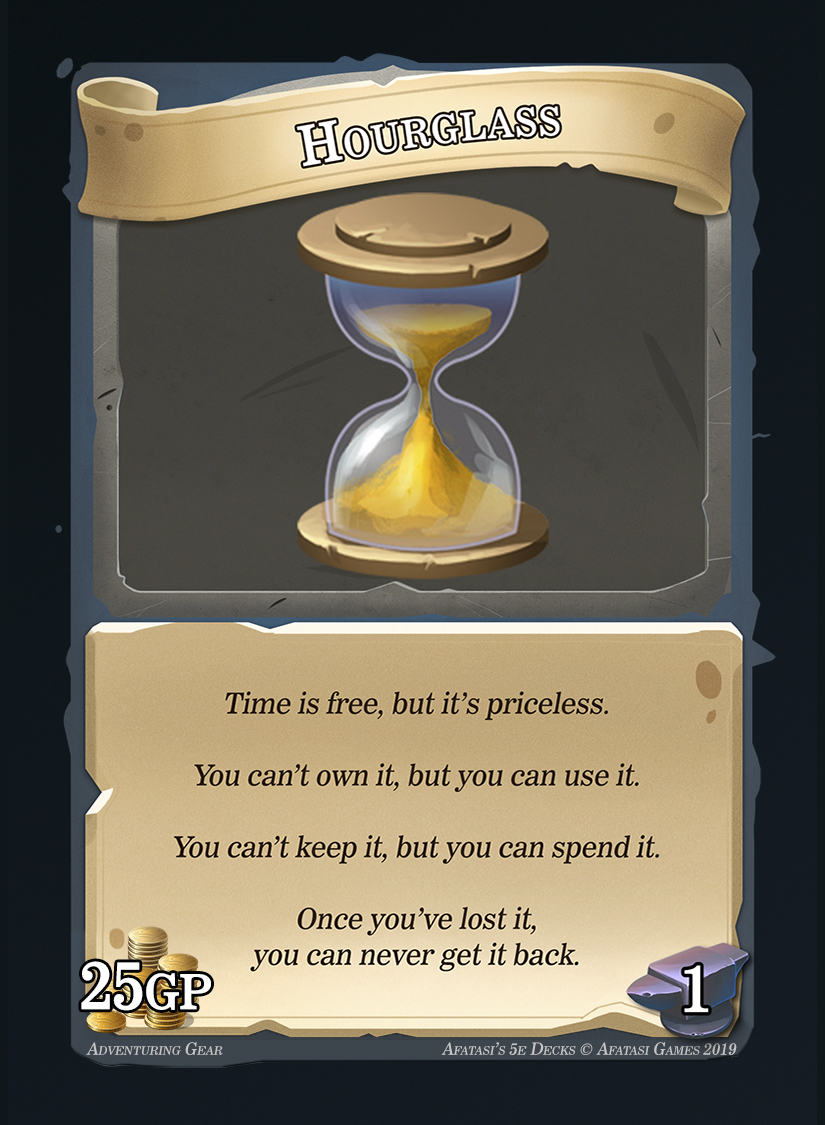 Hourglass
Time is free, but it's priceless.
You can't own it, but you can use it.
You can't keep it, but you can spend it.
Once you've lost it,
you can never get it back.
25GP
1
Adventuring Gear
Afatasi's 5e Decks © Afatasi Games 2019